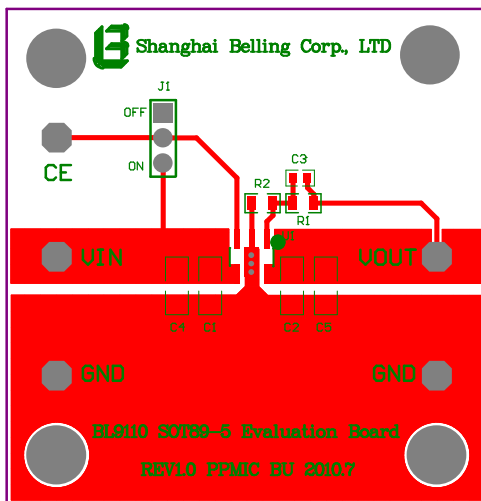 Shanghai Belling Corp., LTD
J1
OFF
ON
CE
C3
R2
R1
U1
VIN
VOUT
C4
C1
C2
C5
GND
GND
BL9110 SOT89-5 Evaluation Board
REV1.0 PPMIC BU 2010.7